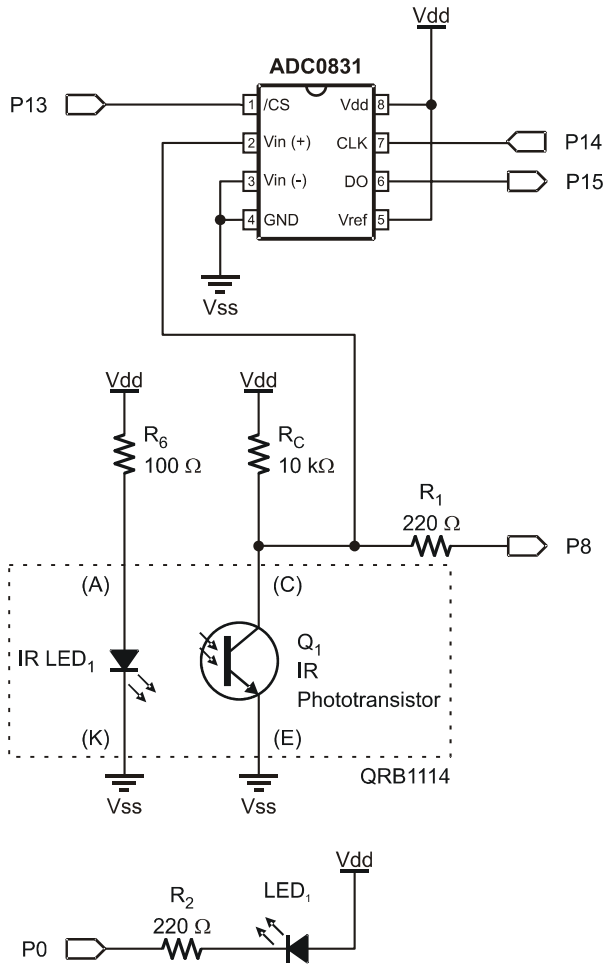 Vdd
ADC0831
P13 1 /CS Vdd 8
2 Vin (+) CLK 7 P14
3 Vin (-) DO 6 P15
4 GND Vref 5
Vss
Vdd Vdd
R6 RC
100 Ω 10 kΩ
R1
220 Ω
P8
(A) (C)
IR LED1 Q1
IR
Phototransistor
(K) (E)
QRB1114
Vss Vss
Vdd
R2 LED1
220 Ω
P0